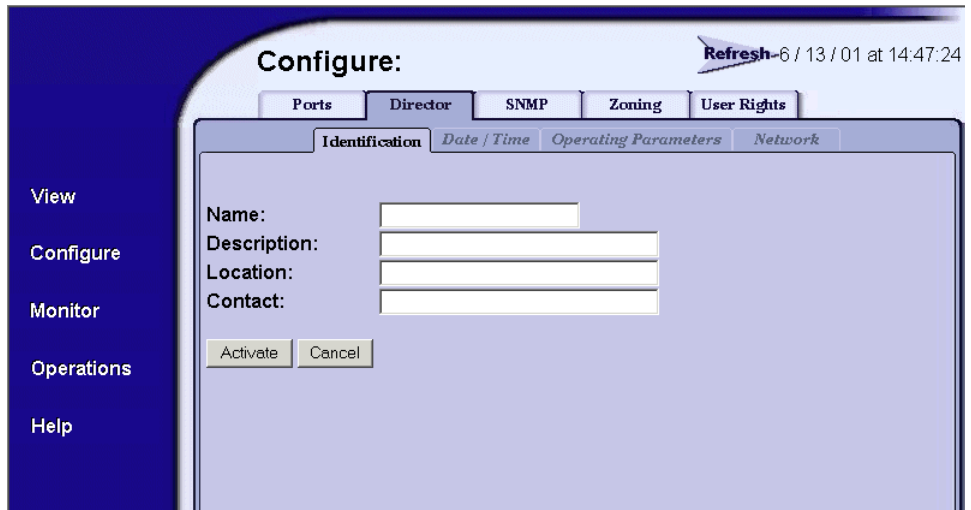 Configure:
Refresh 6 / 13 / 01 at 14:47:24
Ports Director SNMP Zoning User Rights
Identification Date / Time Operating Parameters Network
View
Configure
Monitor
Operations
Help
Name:
Description:
Location:
Contact:
Activate Cancel